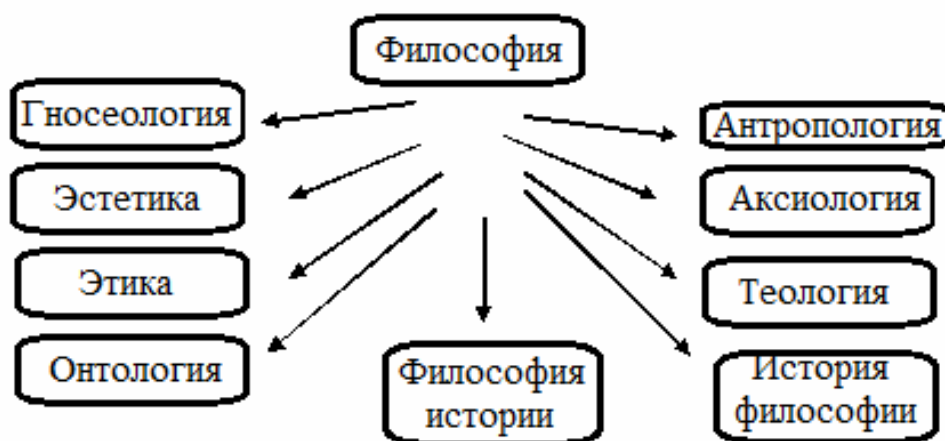 Философия
Гносеология
Антропология
Эстетика
Аксиология
Этика
Теология
Онтология
Философия
истории
История
философии